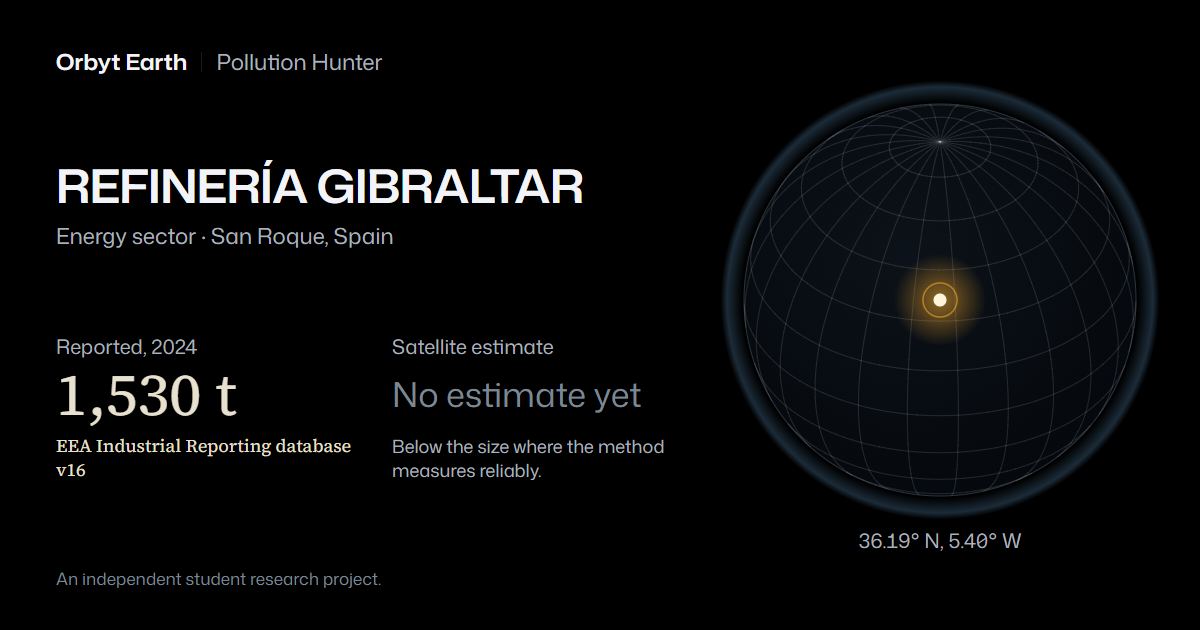 Orbyt Earth | Pollution Hunter
REFINERÍA GIBRALTAR
Energy sector · San Roque, Spain
Reported, 2024
1,530 t
EEA Industrial Reporting database
v16
Satellite estimate
No estimate yet
Below the size where the method
measures reliably.
36.19° N, 5.40° W
An independent student research project.